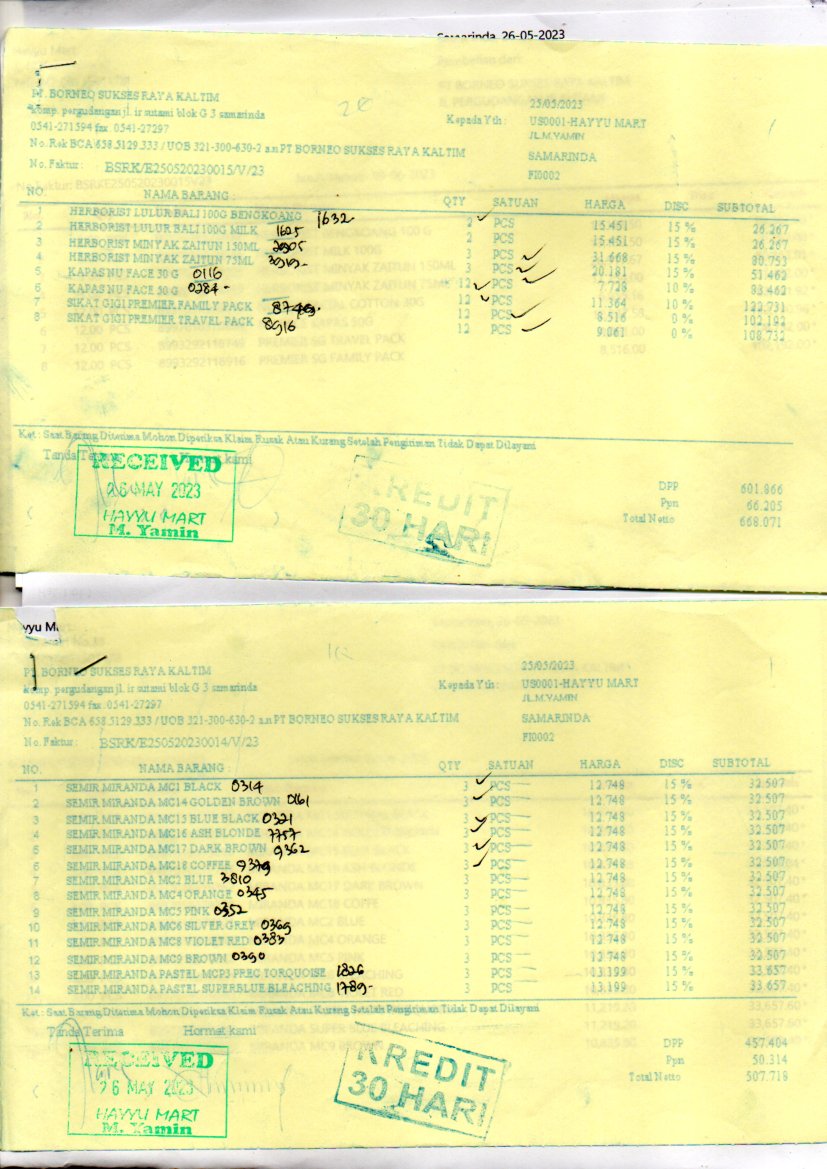 Samarinda, 26-05-2023
PT. BORNEO SUKSES RAYA KALTIM
komp. pergudangan jl. ir sutami blok G 3 samarinda
0541-271594 fax 0541-27297
No. Rek BCA 658.5129.333 / UOB 321-300-630-2 a.n PT BORNEO SUKSES RAYA KALTIM
No. Faktur: BSRK/E250520230015/V/23
25/05/2023
Kepada Yth : US0001-HAYYU MART
JL.M.YAMIN
SAMARINDA
FI0002
NO NAMA BARANG : QTY SATUAN HARGA DISC SUBTOTAL
1 HERBORIST LULUR BALI 100G BENGKOANG 1632 2 PCS 15.451 15 % 26.267
2 HERBORIST LULUR BALI 100G MILK 1625 2 PCS 15.451 15 % 26.267
3 HERBORIST MINYAK ZAITUN 150ML 3 PCS 31.668 15 % 80.753
4 HERBORIST MINYAK ZAITUN 75ML 3 PCS 20.181 15 % 51.462
5 KAPAS NU FACE 30 G 0116 12 PCS 7.728 10 % 83.462
6 KAPAS NU FACE 50 G 0284 12 PCS 11.364 10 % 122.731
7 SIKAT GIGI PREMIER FAMILY PACK 12 PCS 8.516 0 % 102.192
8 SIKAT GIGI PREMIER TRAVEL PACK 8916 12 PCS 9.061 0 % 108.732
Ket : Saat Barang Diterima Mohon Diperiksa Klaim Rusak Atau Kurang Setelah Pengiriman Tidak Dapat Dilayani
Tanda Terima Hormat kami
RECEIVED
26 MAY 2023
HAYYU MART
M. Yamin
KREDIT
30 HARI
DPP 601.866
Ppn 66.205
Total Netto 668.071
PT. BORNEO SUKSES RAYA KALTIM
komp. pergudangan jl. ir sutami blok G 3 samarinda
0541-271594 fax 0541-27297
No. Rek BCA 658.5129.333 / UOB 321-300-630-2 a.n PT BORNEO SUKSES RAYA KALTIM
No. Faktur: BSRK/E250520230014/V/23
25/05/2023
Kepada Yth : US0001-HAYYU MART
JL.M.YAMIN
SAMARINDA
FI0002
NO. NAMA BARANG : QTY SATUAN HARGA DISC SUBTOTAL
1 SEMIR MIRANDA MC1 BLACK 0314 3 PCS 12.748 15 % 32.507
2 SEMIR MIRANDA MC14 GOLDEN BROWN 0161 3 PCS 12.748 15 % 32.507
3 SEMIR MIRANDA MC15 BLUE BLACK 0321 3 PCS 12.748 15 % 32.507
4 SEMIR MIRANDA MC16 ASH BLONDE 7757 3 PCS 12.748 15 % 32.507
5 SEMIR MIRANDA MC17 DARK BROWN 9362 3 PCS 12.748 15 % 32.507
6 SEMIR MIRANDA MC18 COFFEE 9379 3 PCS 12.748 15 % 32.507
7 SEMIR MIRANDA MC2 BLUE 3810 3 PCS 12.748 15 % 32.507
8 SEMIR MIRANDA MC4 ORANGE 0345 3 PCS 12.748 15 % 32.507
9 SEMIR MIRANDA MC5 PINK 0352 3 PCS 12.748 15 % 32.507
10 SEMIR MIRANDA MC6 SILVER GREY 0369 3 PCS 12.748 15 % 32.507
11 SEMIR MIRANDA MC8 VIOLET RED 0383 3 PCS 12.748 15 % 32.507
12 SEMIR MIRANDA MC9 BROWN 0390 3 PCS 12.748 15 % 32.507
13 SEMIR MIRANDA PASTEL MCP3 PREC TORQUOISE 1826 3 PCS 13.199 15 % 33.657
14 SEMIR MIRANDA PASTEL SUPERBLUE BLEACHING 1789 3 PCS 13.199 15 % 33.657
Ket : Saat Barang Diterima Mohon Diperiksa Klaim Rusak Atau Kurang Setelah Pengiriman Tidak Dapat Dilayani
Tanda Terima Hormat kami
RECEIVED
26 MAY 2023
HAYYU MART
M. Yamin
KREDIT
30 HARI
DPP 457.404
Ppn 50.314
Total Netto 507.718